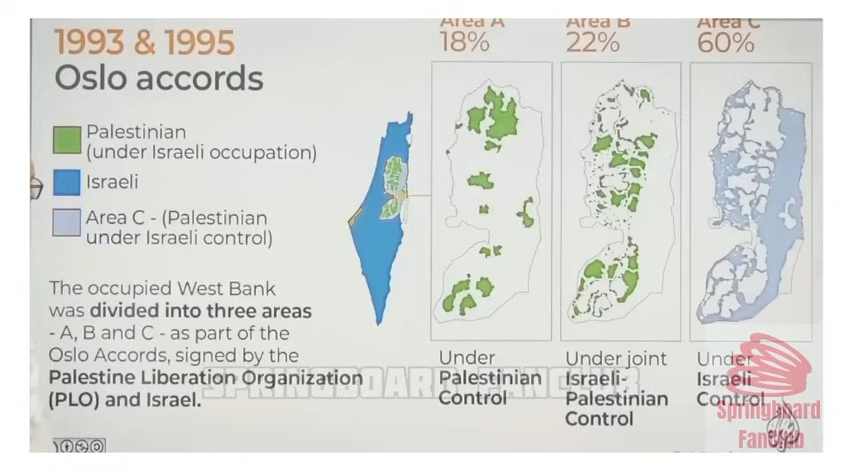 1993 & 1995
Oslo accords
Palestinian
(under Israeli occupation)
Israeli
Area C - (Palestinian
under Israeli control)
The occupied West Bank
was divided into three areas
- A, B and C - as part of the
Oslo Accords, signed by the
Palestine Liberation Organization
(PLO) and Israel.
Area A
18%
Under
Palestinian
Control
Area B
22%
Under joint
Israeli-
Palestinian
Control
Area C
60%
Under
Israeli
Control
SPRINGBOARD FANCLUB
Springboard
Fanclub